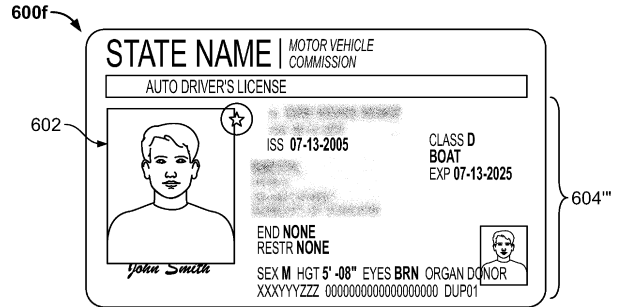 600f
STATE NAME
MOTOR VEHICLE
COMMISSION
AUTO DRIVER'S LICENSE
602
ISS 07-13-2005
CLASS D
BOAT
EXP 07-13-2025
604'''
END NONE
RESTR NONE
John Smith
SEX M HGT 5' -08" EYES BRN ORGAN DONOR
XXXYYYZZZ 0000000000000000000 DUP01